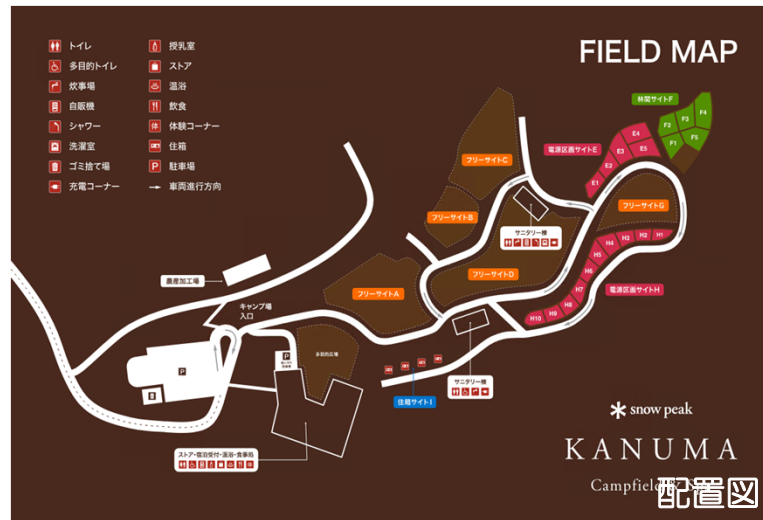 FIELD MAP
トイレ
多目的トイレ
炊事場
自販機
シャワー
洗濯室
ゴミ捨て場
充電コーナー
授乳室
ストア
温浴
飲食
体験コーナー
住箱
駐車場
車両進行方向
林間サイトF
F4
F3
F2
F1
F5
電源区画サイトE
E4
E3
E5
E2
E1
フリーサイトC
フリーサイトB
フリーサイトG
サニタリー棟
フリーサイトD
フリーサイトA
H1
H2
H3
H4
H5
H6
H7
H8
H9
H10
電源区画サイトH
農産加工場
キャンプ場
入口
P
P
多目的広場
サニタリー棟
住箱サイトI
ストア・宿泊受付・温浴・食事処
snow peak
KANUMA
Campfield
配置図